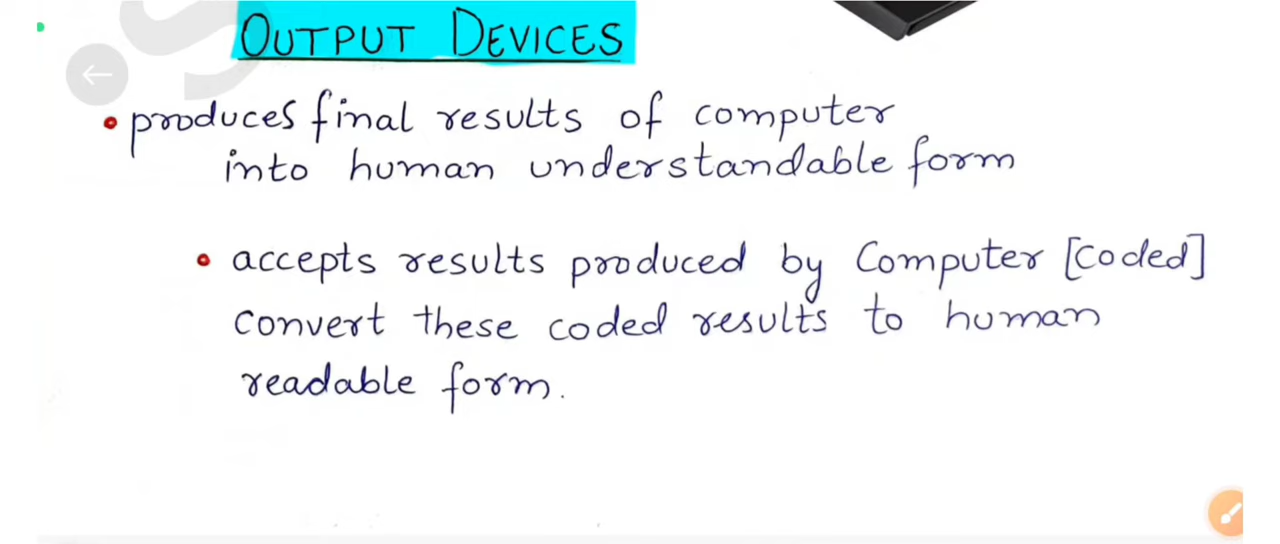 OUTPUT DEVICES
• produces final results of computer
into human understandable form
• accepts results produced by Computer [coded]
convert these coded results to human
readable form.